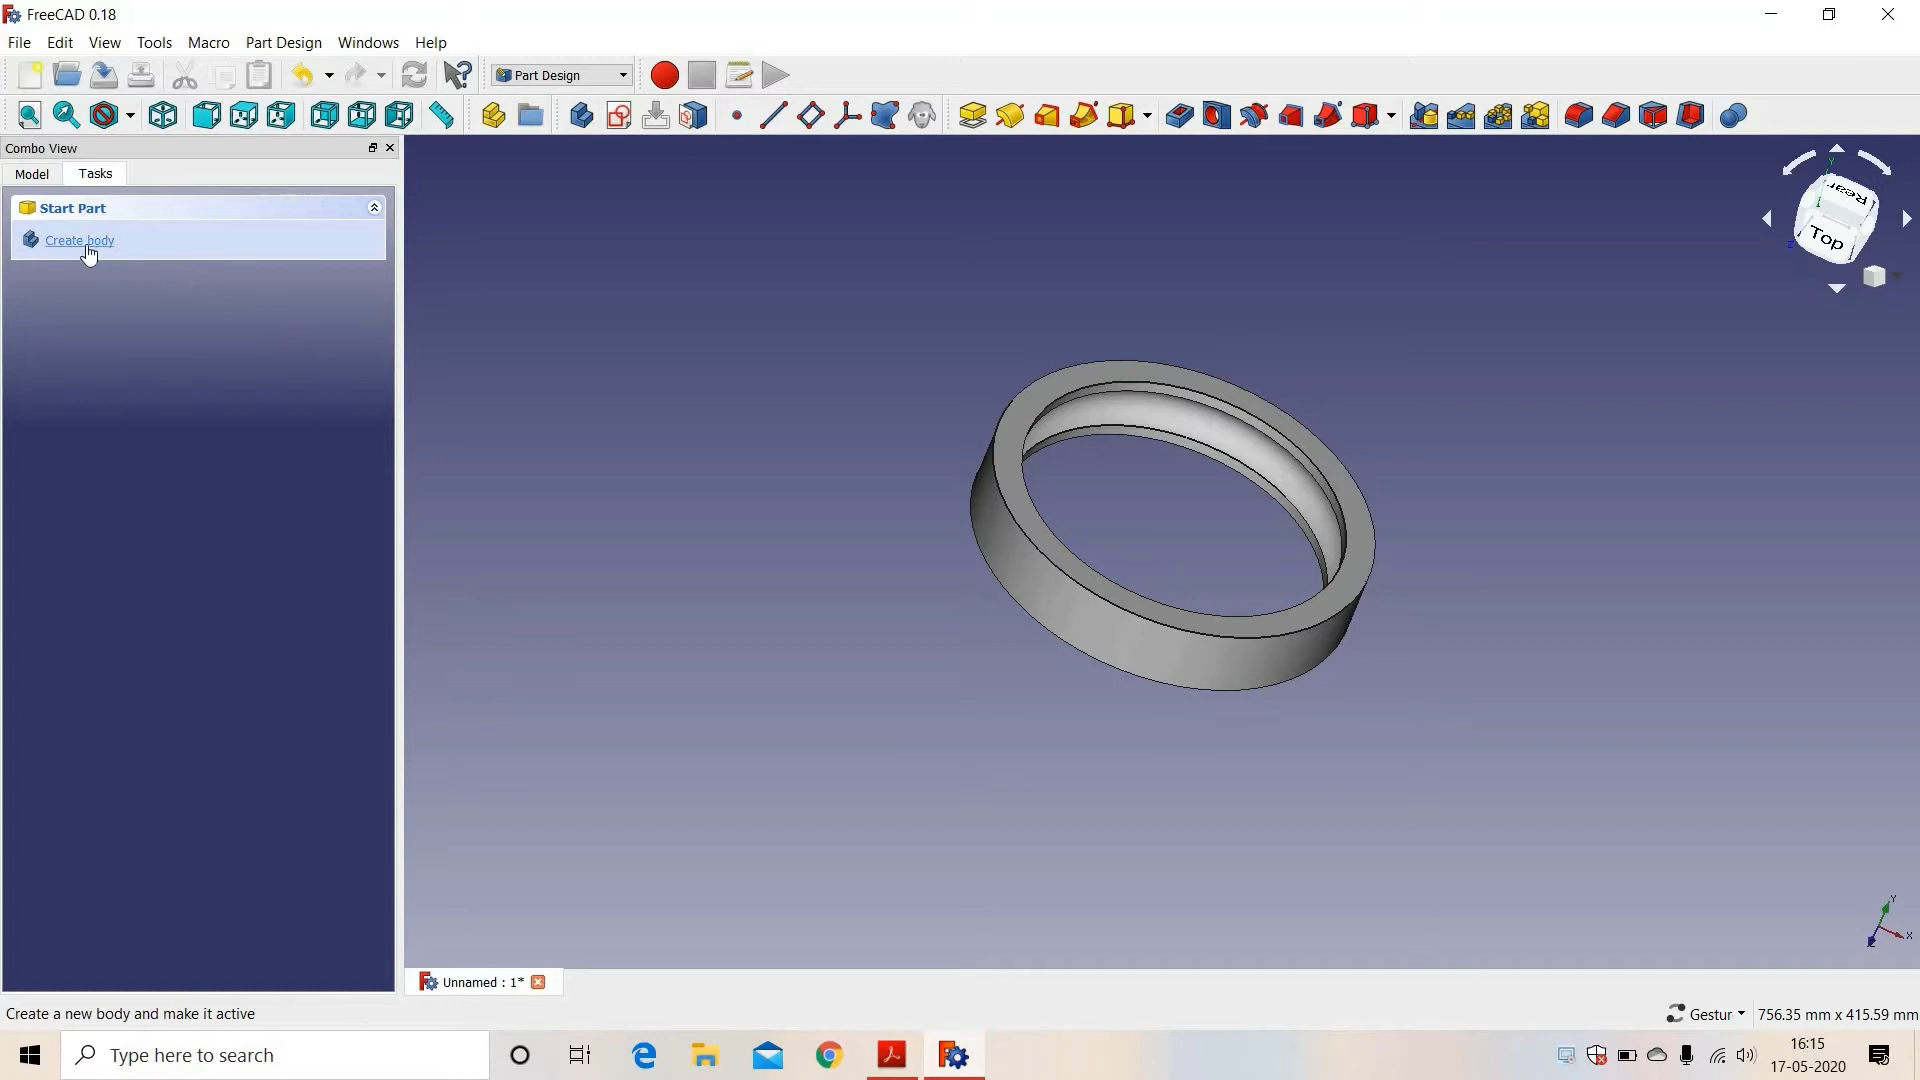 FreeCAD 0.18
File Edit View Tools Macro Part Design Windows Help
Part Design
Combo View
Model Tasks
Start Part
Create body
Rear
Top
Y
Z
Y
X
Z
Unnamed : 1*
Create a new body and make it active
Gestur 756.35 mm x 415.59 mm
Type here to search
16:15
17-05-2020